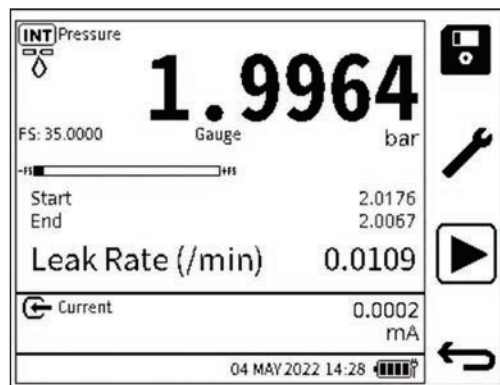 INT Pressure
1.9964
FS: 35.0000 Gauge bar
-FS +FS
Start 2.0176
End 2.0067
Leak Rate (/min) 0.0109
Current 0.0002
mA
04 MAY 2022 14:28